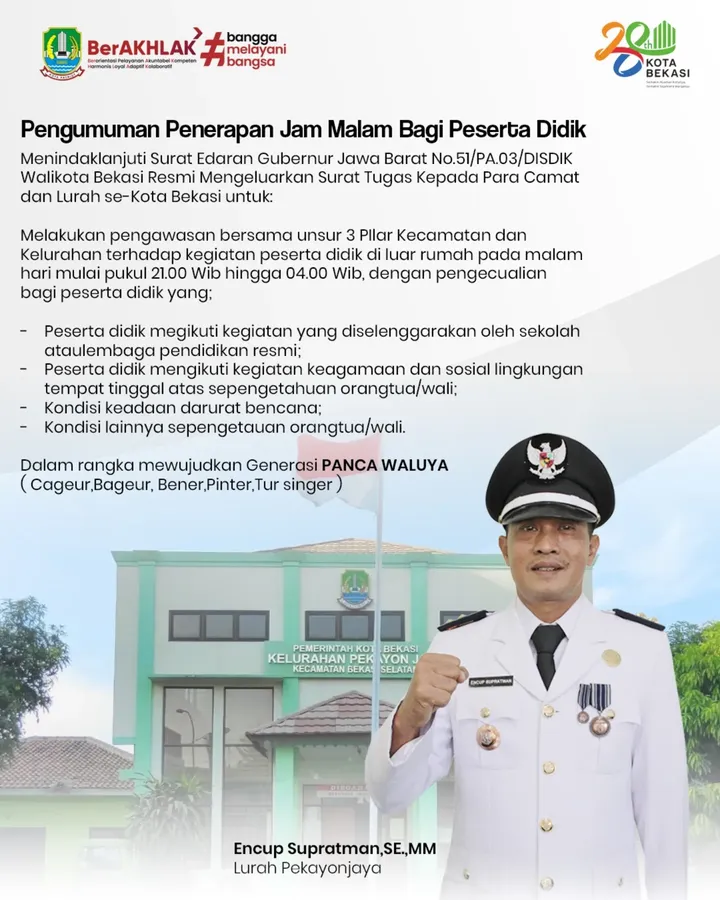 BerAKHLAK
Berorientasi Pelayanan Akuntabel Kompeten
Harmonis Loyal Adaptif Kolaboratif
#bangga
melayani
bangsa
28th
KOTA
BEKASI
Pengumuman Penerapan Jam Malam Bagi Peserta Didik
Menindaklanjuti Surat Edaran Gubernur Jawa Barat No.51/PA.03/DISDIK
Walikota Bekasi Resmi Mengeluarkan Surat Tugas Kepada Para Camat
dan Lurah se-Kota Bekasi untuk:
Melakukan pengawasan bersama unsur 3 PIlar Kecamatan dan
Kelurahan terhadap kegiatan peserta didik di luar rumah pada malam
hari mulai pukul 21.00 Wib hingga 04.00 Wib, dengan pengecualian
bagi peserta didik yang;
- Peserta didik megikuti kegiatan yang diselenggarakan oleh sekolah
ataulembaga pendidikan resmi;
- Peserta didik mengikuti kegiatan keagamaan dan sosial lingkungan
tempat tinggal atas sepengetahuan orangtua/wali;
- Kondisi keadaan darurat bencana;
- Kondisi lainnya sepengetauan orangtua/wali.
Dalam rangka mewujudkan Generasi PANCA WALUYA
( Cageur,Bageur, Bener,Pinter,Tur singer )
PEMERINTAH KOTA BEKASI
KELURAHAN PEKAYON J
KECAMATAN BEKASI SELATAN
ENCUP SUPRATMAN
Encup Supratman,SE.,MM
Lurah Pekayonjaya